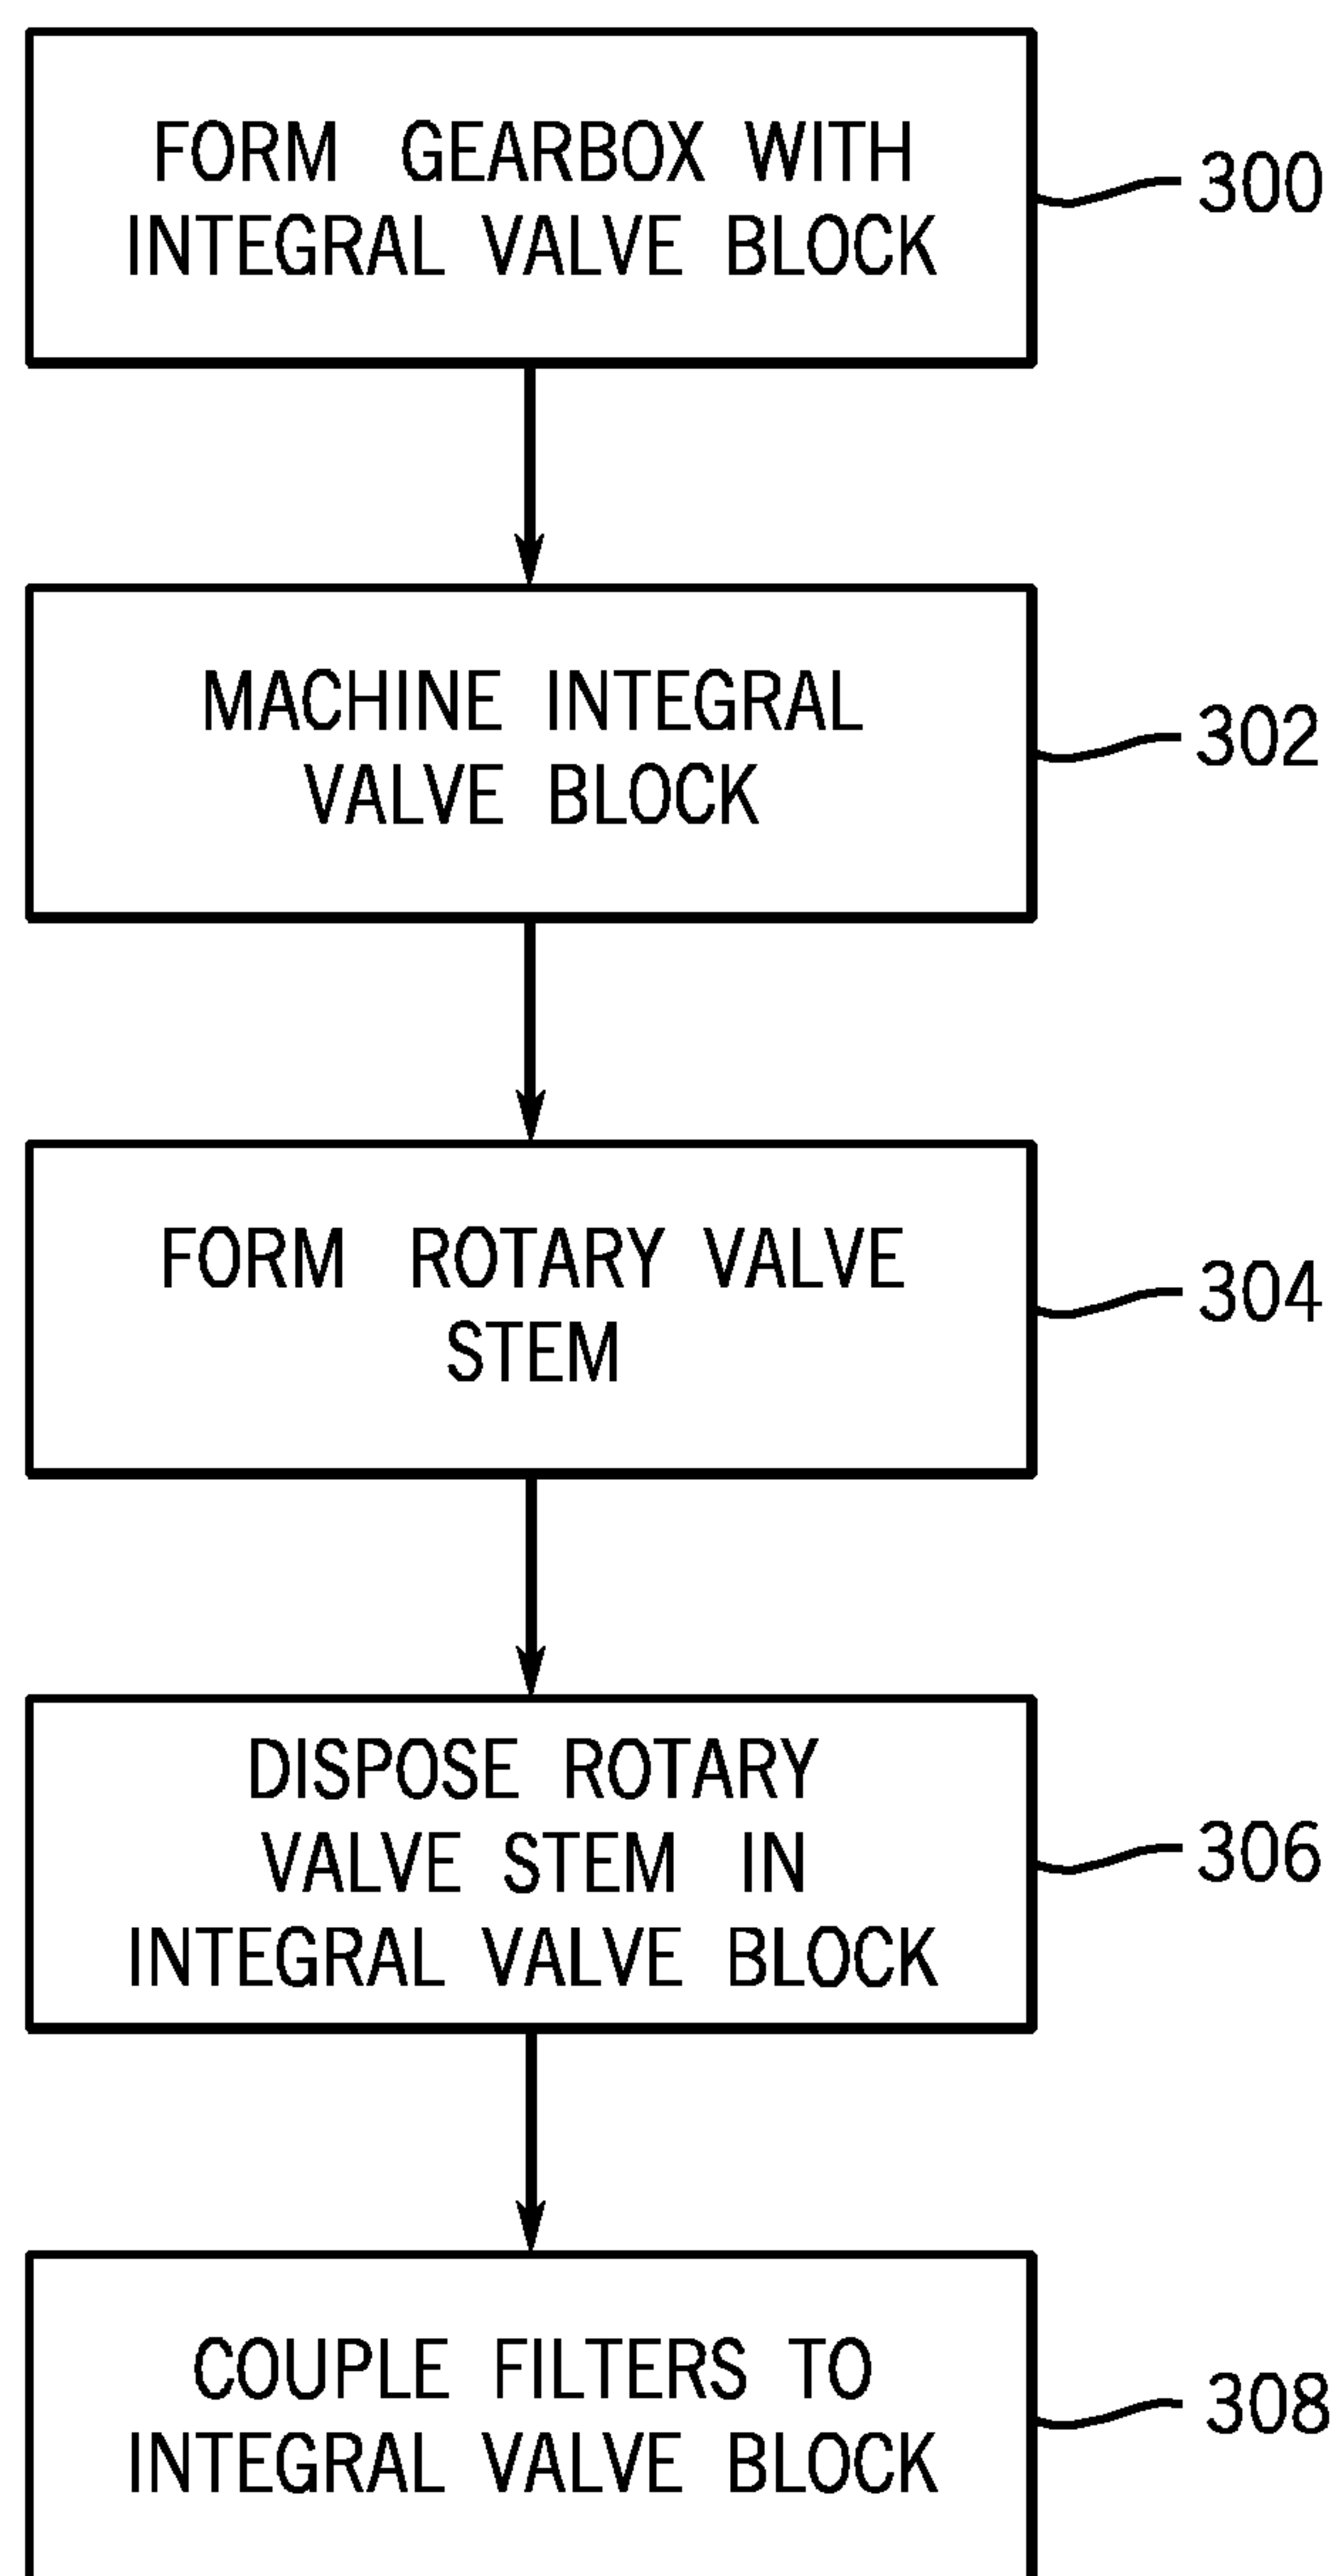 FORM GEARBOX WITH
INTEGRAL VALVE BLOCK
300
MACHINE INTEGRAL
VALVE BLOCK
302
FORM ROTARY VALVE
STEM
304
DISPOSE ROTARY
VALVE STEM IN
INTEGRAL VALVE BLOCK
306
COUPLE FILTERS TO
INTEGRAL VALVE BLOCK
308